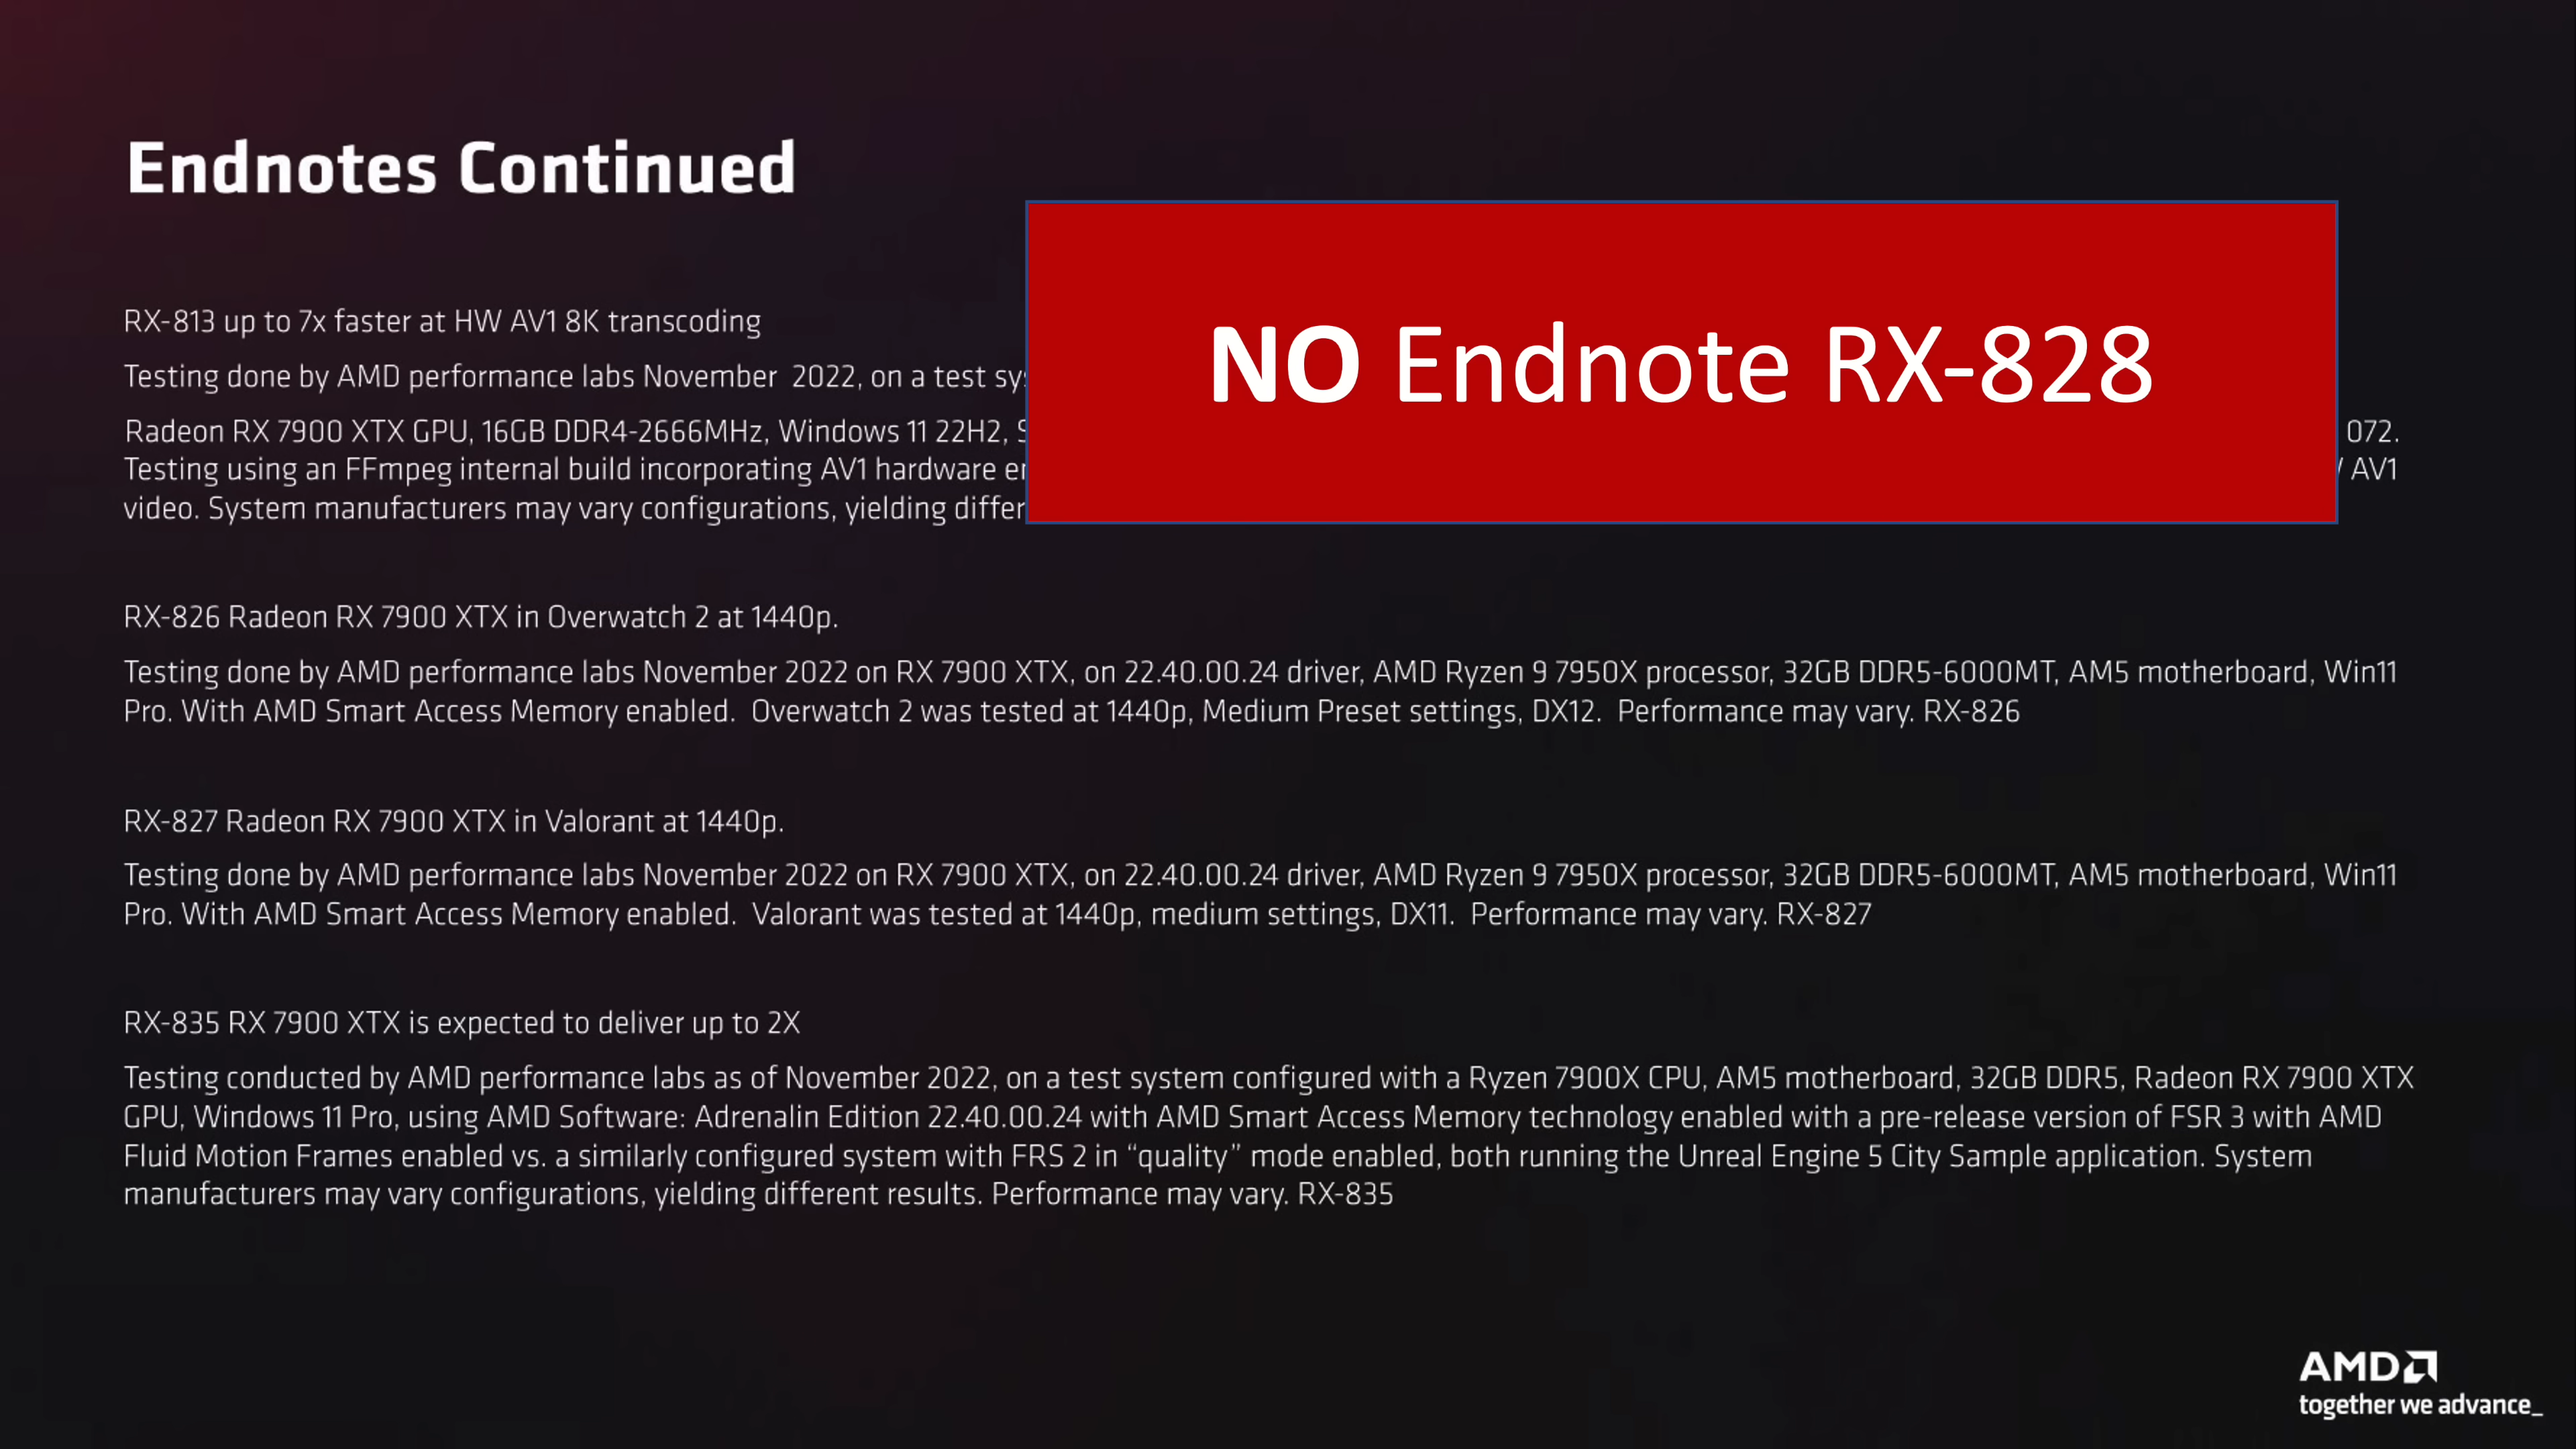 Endnotes Continued
NO Endnote RX-828
RX-813 up to 7x faster at HW AV1 8K transcoding
Testing done by AMD performance labs November 2022, on a test
Radeon RX 7900 XTX GPU, 16GB DDR4-2666MHz, Windows 11 22H2, 072.
Testing using an FFmpeg internal build incorporating AV1 hardware AV1
video. System manufacturers may vary configurations, yielding
RX-826 Radeon RX 7900 XTX in Overwatch 2 at 1440p.
Testing done by AMD performance labs November 2022 on RX 7900 XTX, on 22.40.00.24 driver, AMD Ryzen 9 7950X processor, 32GB DDR5-6000MT, AM5 motherboard, Win11
Pro. With AMD Smart Access Memory enabled. Overwatch 2 was tested at 1440p, Medium Preset settings, DX12. Performance may vary. RX-826
RX-827 Radeon RX 7900 XTX in Valorant at 1440p.
Testing done by AMD performance labs November 2022 on RX 7900 XTX, on 22.40.00.24 driver, AMD Ryzen 9 7950X processor, 32GB DDR5-6000MT, AM5 motherboard, Win11
Pro. With AMD Smart Access Memory enabled. Valorant was tested at 1440p, medium settings, DX11. Performance may vary. RX-827
RX-835 RX 7900 XTX is expected to deliver up to 2X
Testing conducted by AMD performance labs as of November 2022, on a test system configured with a Ryzen 7900X CPU, AM5 motherboard, 32GB DDR5, Radeon RX 7900 XTX
GPU, Windows 11 Pro, using AMD Software: Adrenalin Edition 22.40.00.24 with AMD Smart Access Memory technology enabled with a pre-release version of FSR 3 with AMD
Fluid Motion Frames enabled vs. a similarly configured system with FRS 2 in “quality” mode enabled, both running the Unreal Engine 5 City Sample application. System
manufacturers may vary configurations, yielding different results. Performance may vary. RX-835
AMD
together we advance_